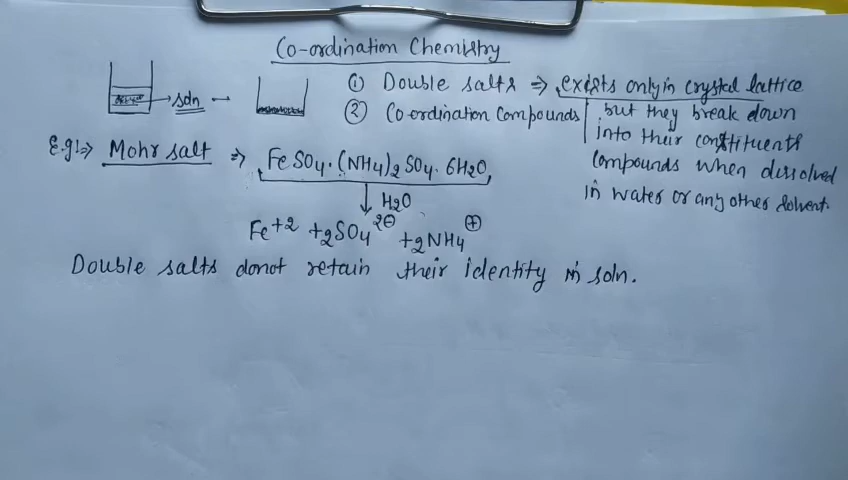 Co-ordination Chemistry
→ soln → ① Double salts ⇒ exists only in crystal lattice
② Co-ordination Compounds but they break down
into their constituents
compounds when dissolved
in water or any other solvent.
E.g!⇒ Mohr salt ⇒ FeSO4·(NH4)2 SO4·6H2O
↓ H2O
Fe+2 + 2SO4 2⊖ + 2NH4 ⊕
Double salts donot retain their identity in soln.